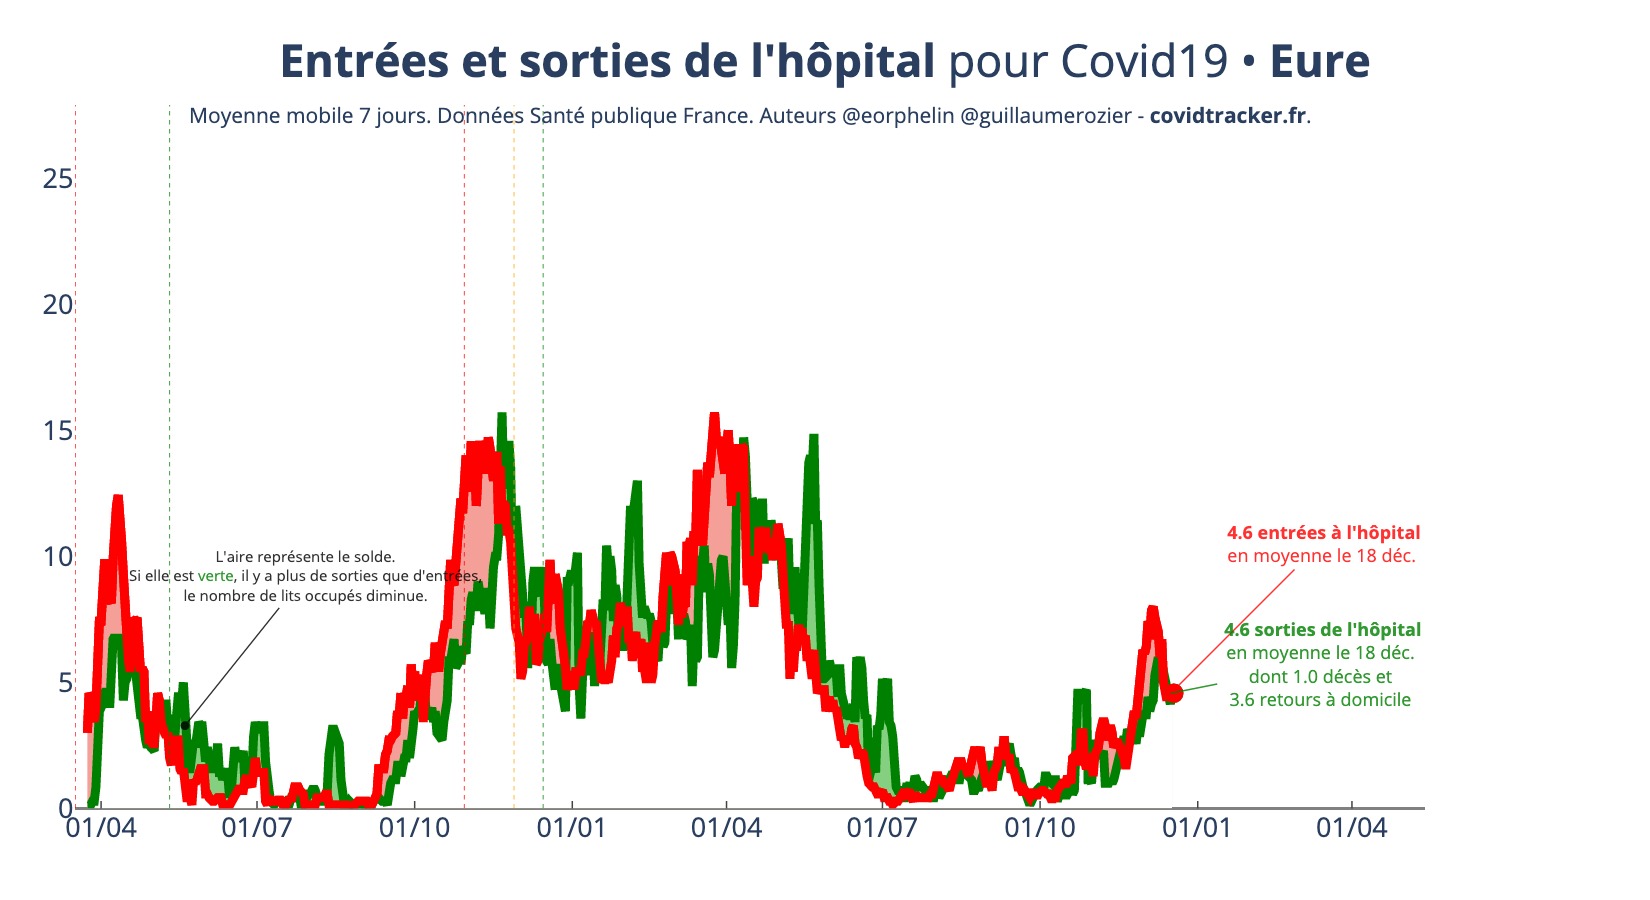 Entrées et sorties de l'hôpital pour Covid19 • Eure
Moyenne mobile 7 jours. Données Santé publique France. Auteurs @eorphelin @guillaumerozier - covidtracker.fr.
25
20
15
10
5
0
L'aire représente le solde.
Si elle est verte, il y a plus de sorties que d'entrées,
le nombre de lits occupés diminue.
4.6 entrées à l'hôpital
en moyenne le 18 déc.
4.6 sorties de l'hôpital
en moyenne le 18 déc.
dont 1.0 décès et
3.6 retours à domicile
01/04 01/07 01/10 01/01 01/04 01/07 01/10 01/01 01/04